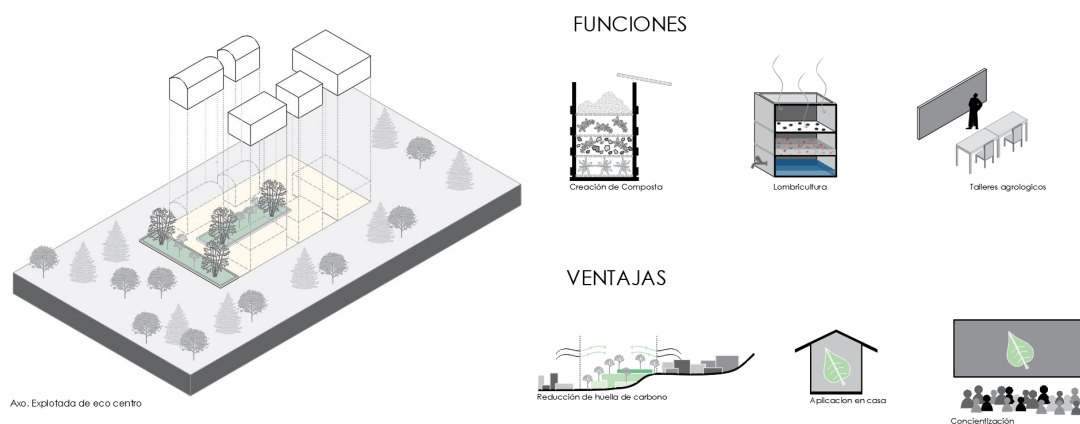 FUNCIONES
Creación de Composta
Lombricultura
Talleres agrologicos
VENTAJAS
Reducción de huella de carbono
Aplicacion en casa
Concientización
Axo. Explotada de eco centro